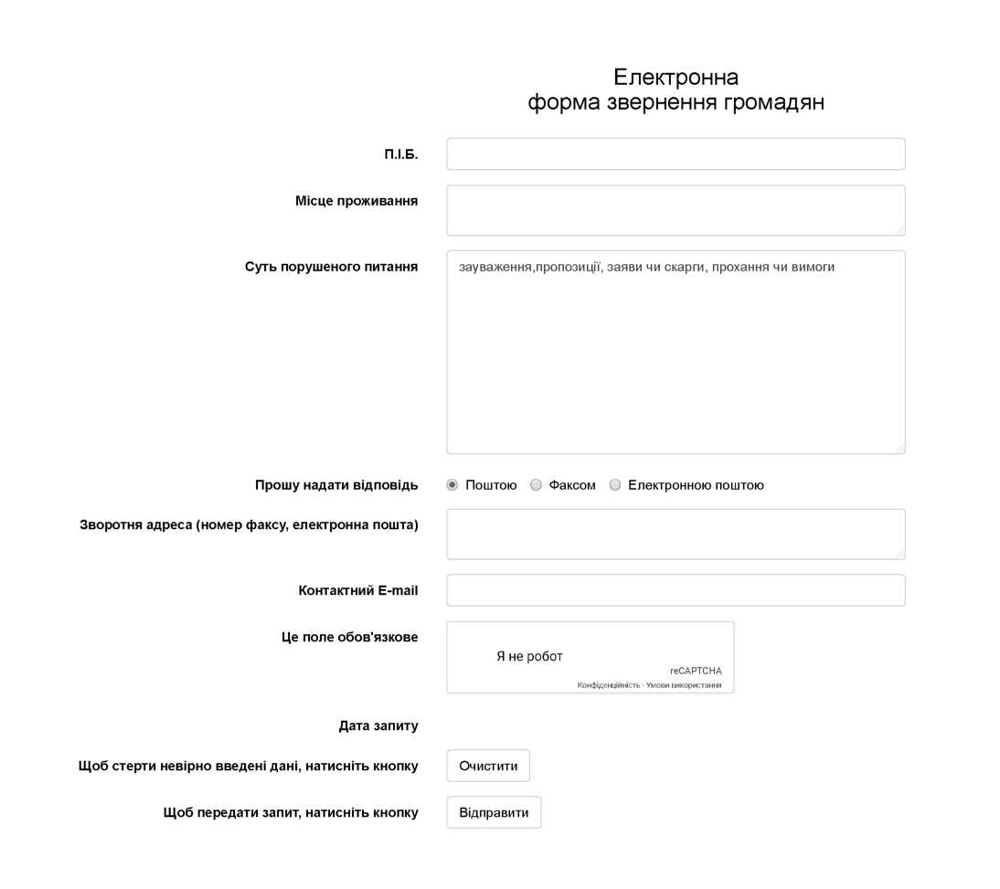 Електронна
форма звернення громадян
П.І.Б.
Місце проживання
Суть порушеного питання
зауваження,пропозиції, заяви чи скарги, прохання чи вимоги
Прошу надати відповідь Поштою Факсом Електронною поштою
Зворотня адреса (номер факсу, електронна пошта)
Контактний E-mail
Це поле обов'язкове
Я не робот
reCAPTCHA
Конфіденційність - Умови використання
Дата запиту
Щоб стерти невірно введені дані, натисніть кнопку Очистити
Щоб передати запит, натисніть кнопку Відправити